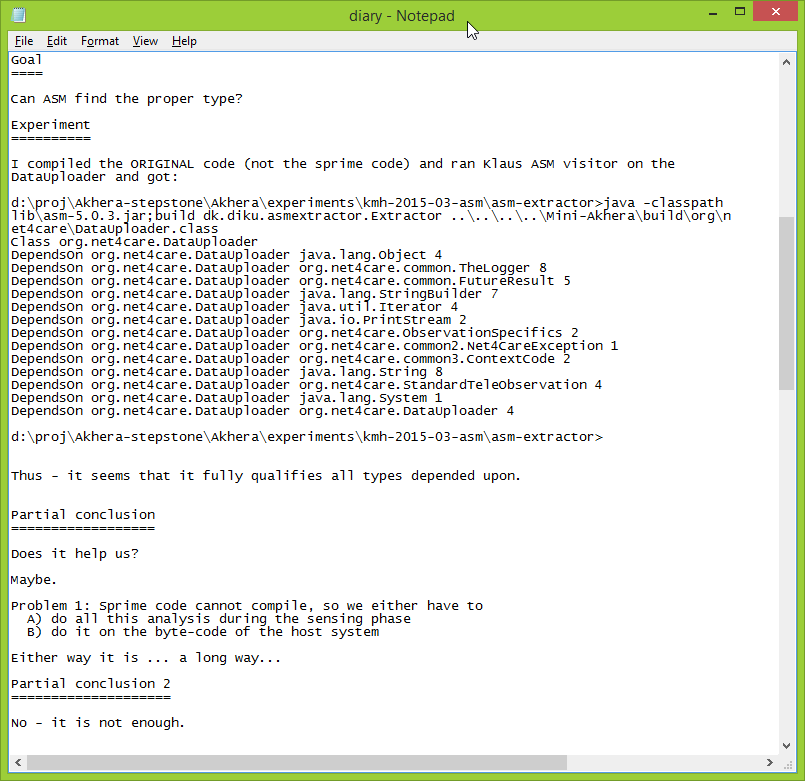 diary - Notepad
File Edit Format View Help
Goal
====
Can ASM find the proper type?
Experiment
==========
I compiled the ORIGINAL code (not the sprime code) and ran Klaus ASM visitor on the
DataUploader and got:
d:\proj\Akhera-stepstone\Akhera\experiments\kmh-2015-03-asm\asm-extractor>java -classpath
lib\asm-5.0.3.jar;build dk.diku.asmextractor.Extractor ..\..\..\..\Mini-Akhera\build\org\n
et4care\DataUploader.class
Class org.net4care.DataUploader
DependsOn org.net4care.DataUploader java.lang.Object 4
DependsOn org.net4care.DataUploader org.net4care.common.TheLogger 8
DependsOn org.net4care.DataUploader org.net4care.common.FutureResult 5
DependsOn org.net4care.DataUploader java.lang.StringBuilder 7
DependsOn org.net4care.DataUploader java.util.Iterator 4
DependsOn org.net4care.DataUploader java.io.PrintStream 2
DependsOn org.net4care.DataUploader org.net4care.ObservationSpecifics 2
DependsOn org.net4care.DataUploader org.net4care.common2.Net4CareException 1
DependsOn org.net4care.DataUploader org.net4care.common3.ContextCode 2
DependsOn org.net4care.DataUploader java.lang.String 8
DependsOn org.net4care.DataUploader org.net4care.StandardTeleObservation 4
DependsOn org.net4care.DataUploader java.lang.System 1
DependsOn org.net4care.DataUploader org.net4care.DataUploader 4
d:\proj\Akhera-stepstone\Akhera\experiments\kmh-2015-03-asm\asm-extractor>
Thus - it seems that it fully qualifies all types depended upon.
Partial conclusion
==================
Does it help us?
Maybe.
Problem 1: Sprime code cannot compile, so we either have to
A) do all this analysis during the sensing phase
B) do it on the byte-code of the host system
Either way it is ... a long way...
Partial conclusion 2
====================
No - it is not enough.